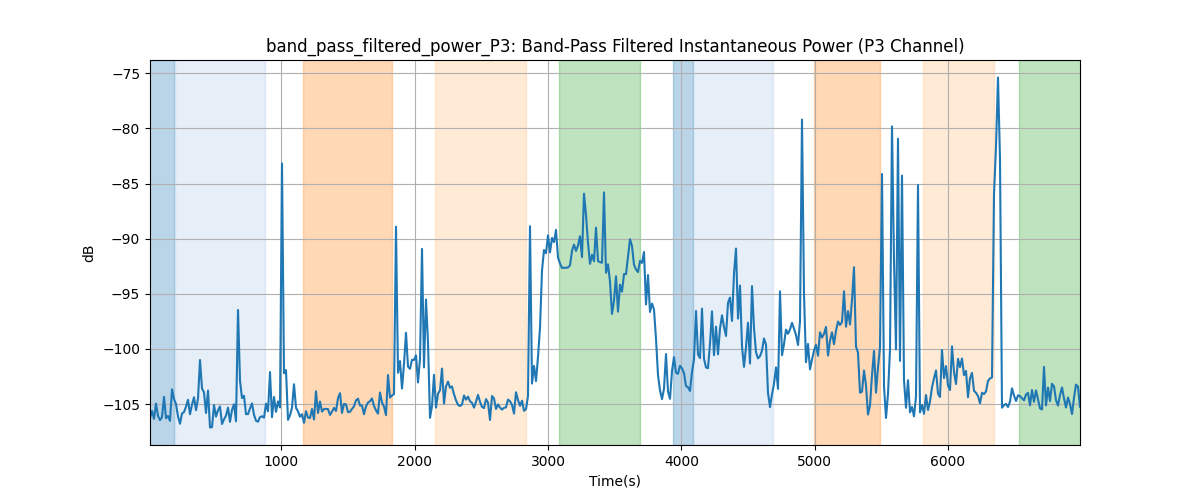 band_pass_filtered_power_P3: Band-Pass Filtered Instantaneous Power (P3 Channel)
−75
−80
−85
−90
−95
−100
−105
dB
1000 2000 3000 4000 5000 6000
Time(s)